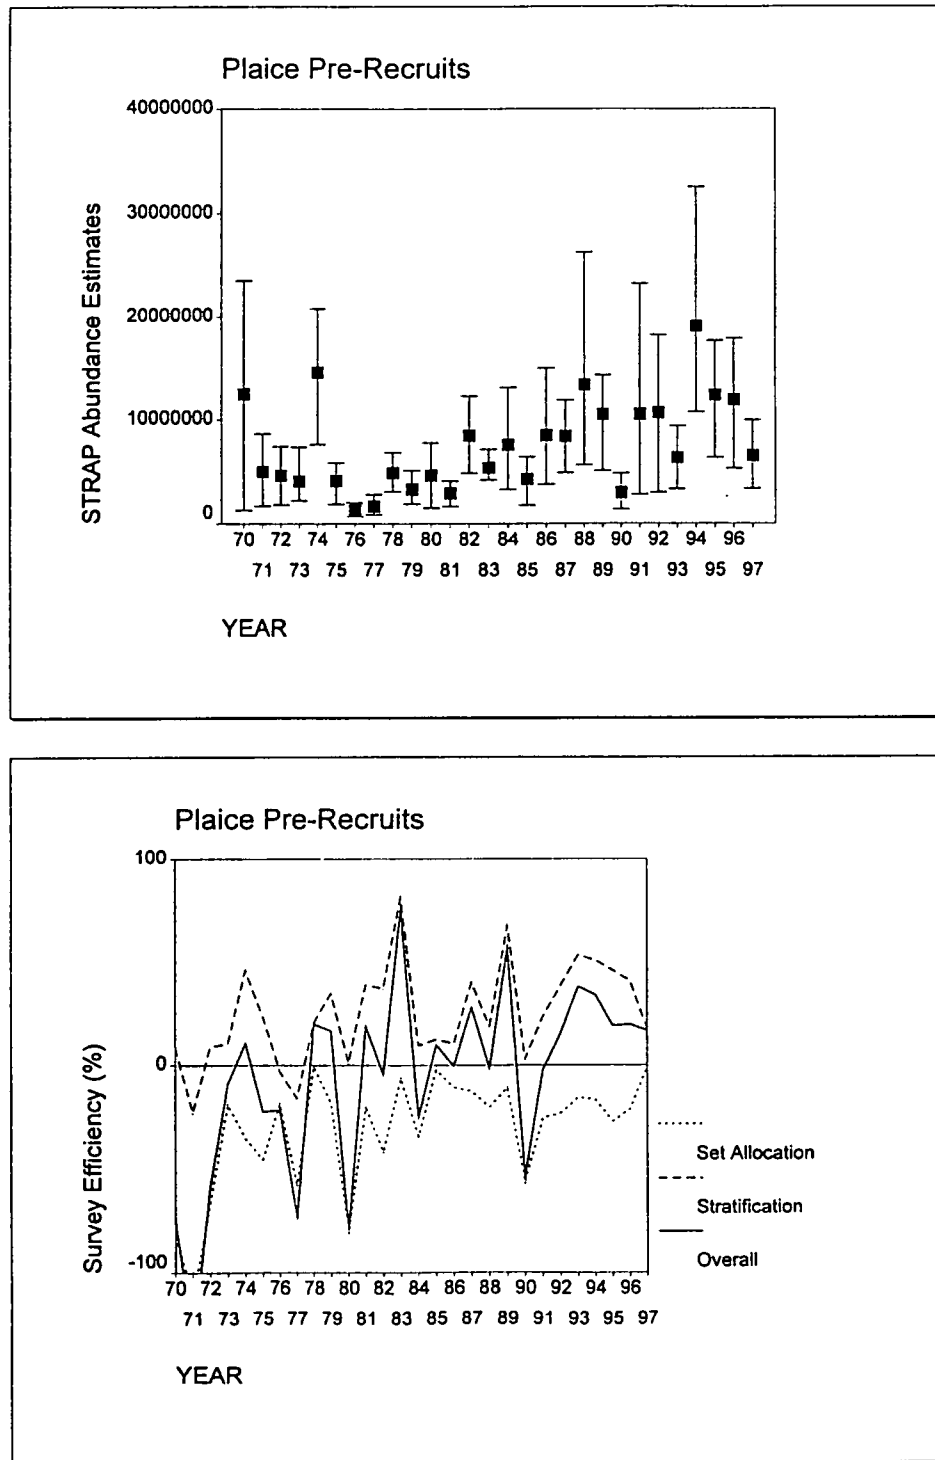 Plaice Pre-Recruits
40000000
30000000
20000000
10000000
0
STRAP Abundance Estimates
70 72 74 76 78 80 82 84 86 88 90 92 94 96
71 73 75 77 79 81 83 85 87 89 91 93 95 97
YEAR
Plaice Pre-Recruits
100
0
-100
Survey Efficiency (%)
Set Allocation
Stratification
Overall
70 72 74 76 78 80 82 84 86 88 90 92 94 96
71 73 75 77 79 81 83 85 87 89 91 93 95 97
YEAR